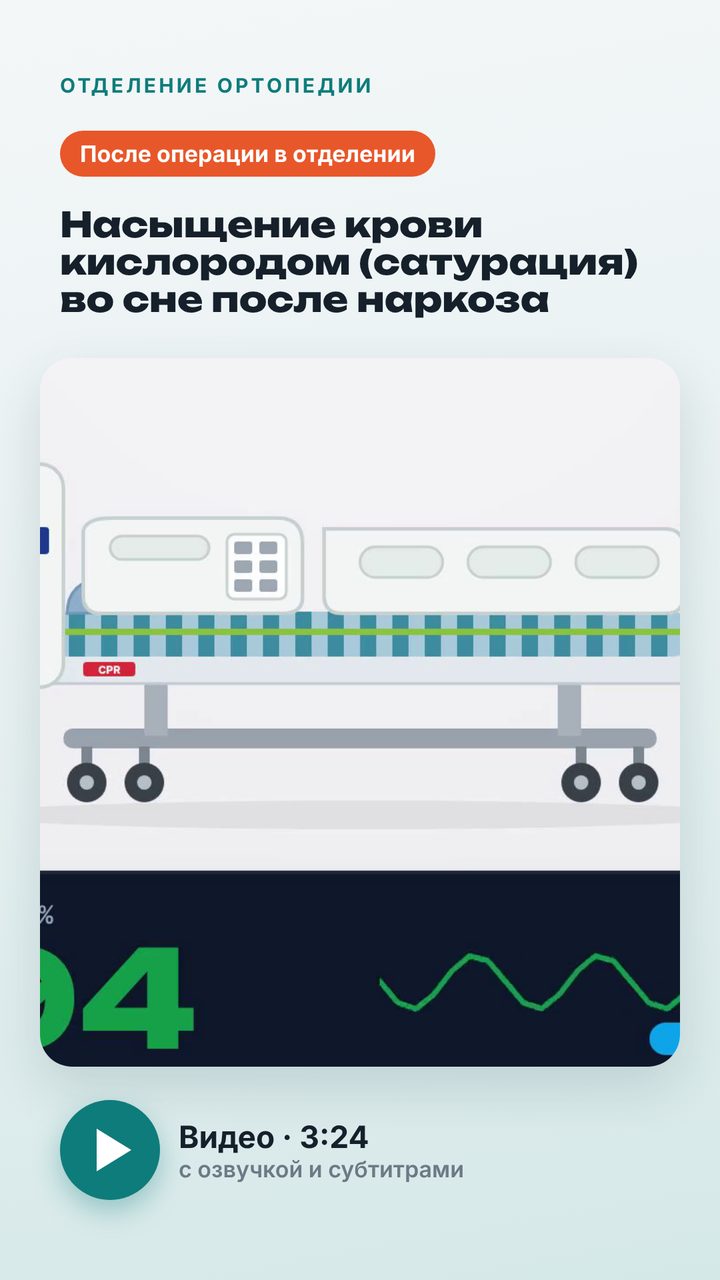 ОТДЕЛЕНИЕ ОРТОПЕДИИ
После операции в отделении
Насыщение крови
кислородом (сатурация)
во сне после наркоза
CPR
%
94
Видео · 3:24
с озвучкой и субтитрами